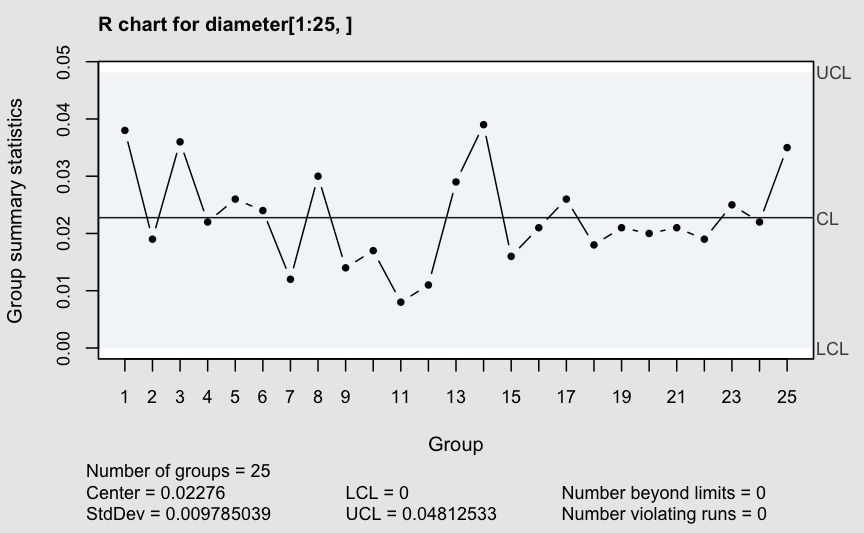 R chart for diameter[1:25, ]
Group summary statistics
0.05
0.04
0.03
0.02
0.01
0.00
UCL
CL
LCL
1 2 3 4 5 6 7 8 9 11 13 15 17 19 21 23 25
Group
Number of groups = 25
Center = 0.02276 LCL = 0 Number beyond limits = 0
StdDev = 0.009785039 UCL = 0.04812533 Number violating runs = 0